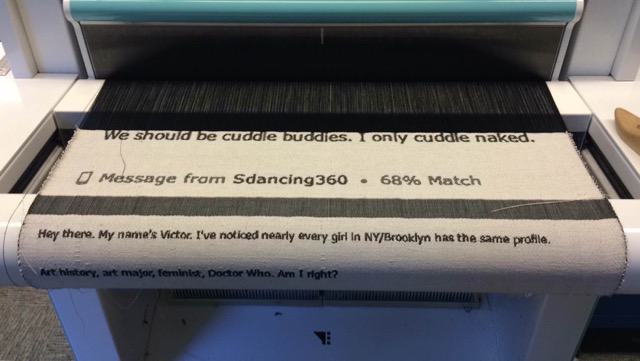 We should be cuddle buddies. I only cuddle naked.
Message from Sdancing360 • 68% Match
Hey there. My name's Victor. I've noticed nearly every girl in NY/Brooklyn has the same profile.
Art history, art major, feminist, Doctor Who. Am I right?